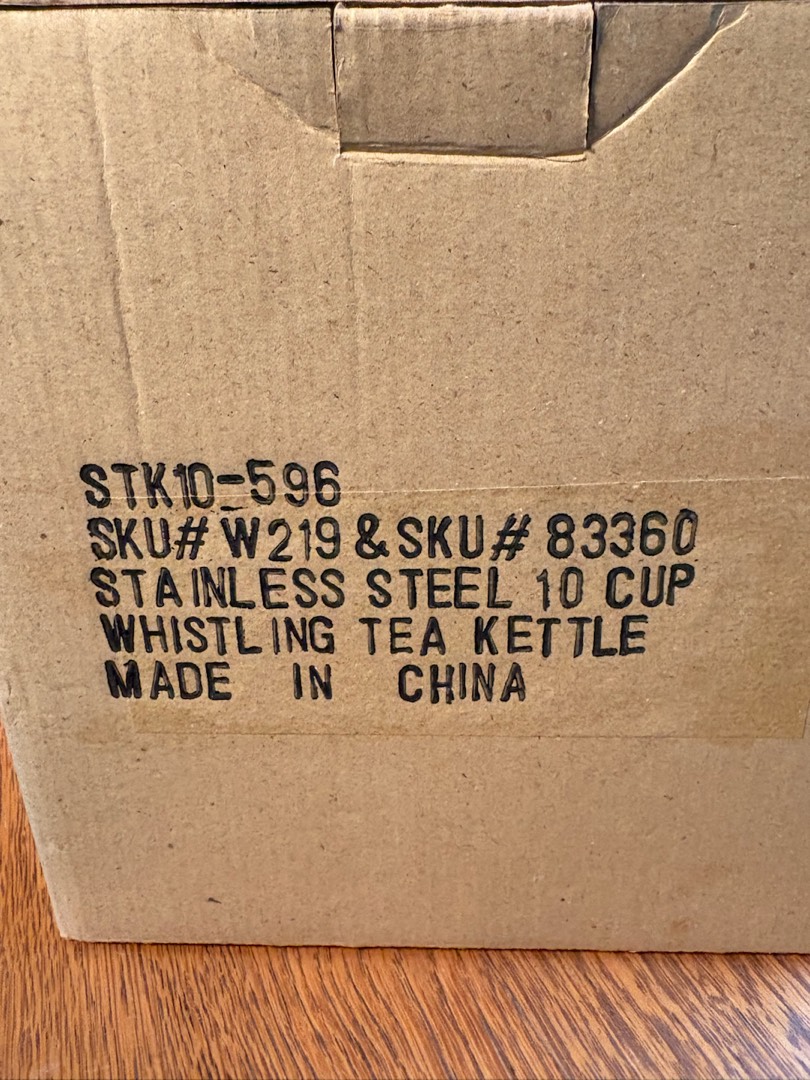 STK10-596
SKU# W219 & SKU# 83360
STAINLESS STEEL 10 CUP
WHISTLING TEA KETTLE
MADE IN CHINA